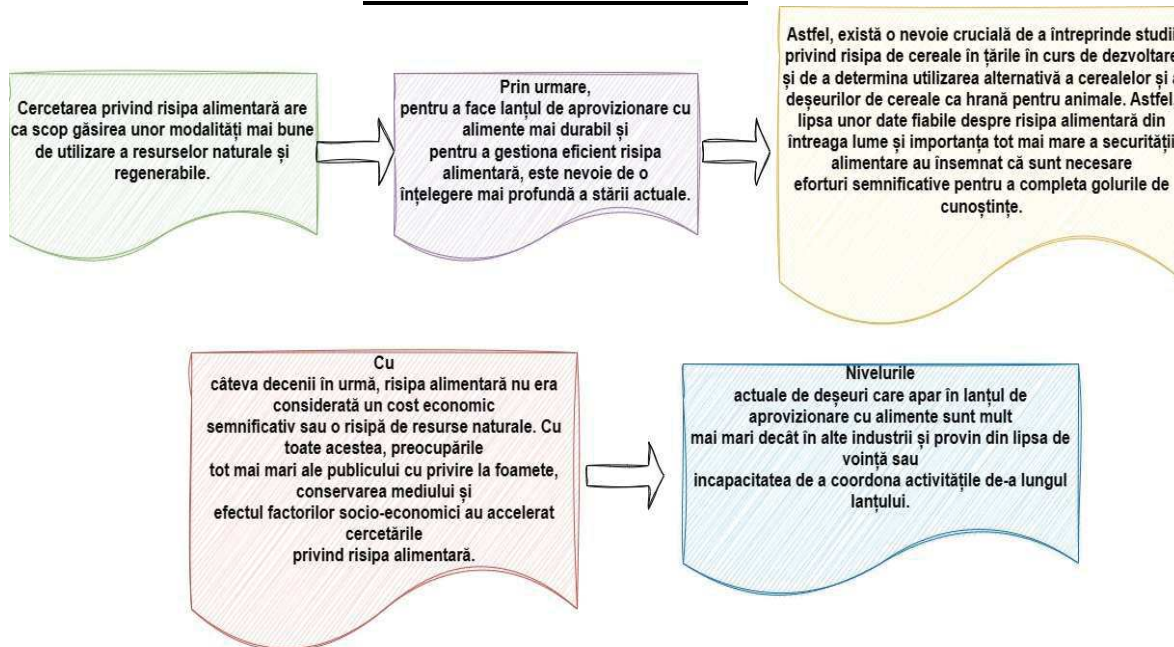 Cercetarea privind risipa alimentară are
ca scop găsirea unor modalități mai bune
de utilizare a resurselor naturale și
regenerabile.
Prin urmare,
pentru a face lanțul de aprovizionare cu
alimente mai durabil și
pentru a gestiona eficient risipa
alimentară, este nevoie de o
înțelegere mai profundă a stării actuale.
Astfel, există o nevoie crucială de a întreprinde studii
privind risipa de cereale în țările în curs de dezvoltare
și de a determina utilizarea alternativă a cerealelor și a
deșeurilor de cereale ca hrană pentru animale. Astfel,
lipsa unor date fiabile despre risipa alimentară din
întreaga lume și importanța tot mai mare a securității
alimentare au însemnat că sunt necesare
eforturi semnificative pentru a completa golurile de
cunoștințe.
Cu
câteva decenii în urmă, risipa alimentară nu era
considerată un cost economic
semnificativ sau o risipă de resurse naturale. Cu
toate acestea, preocupările
tot mai mari ale publicului cu privire la foamete,
conservarea mediului și
efectul factorilor socio-economici au accelerat
cercetările
privind risipa alimentară.
Nivelurile
actuale de deșeuri care apar în lanțul de
aprovizionare cu alimente sunt mult
mai mari decât în alte industrii și provin din lipsa de
voință sau
incapacitatea de a coordona activitățile de-a lungul
lanțului.